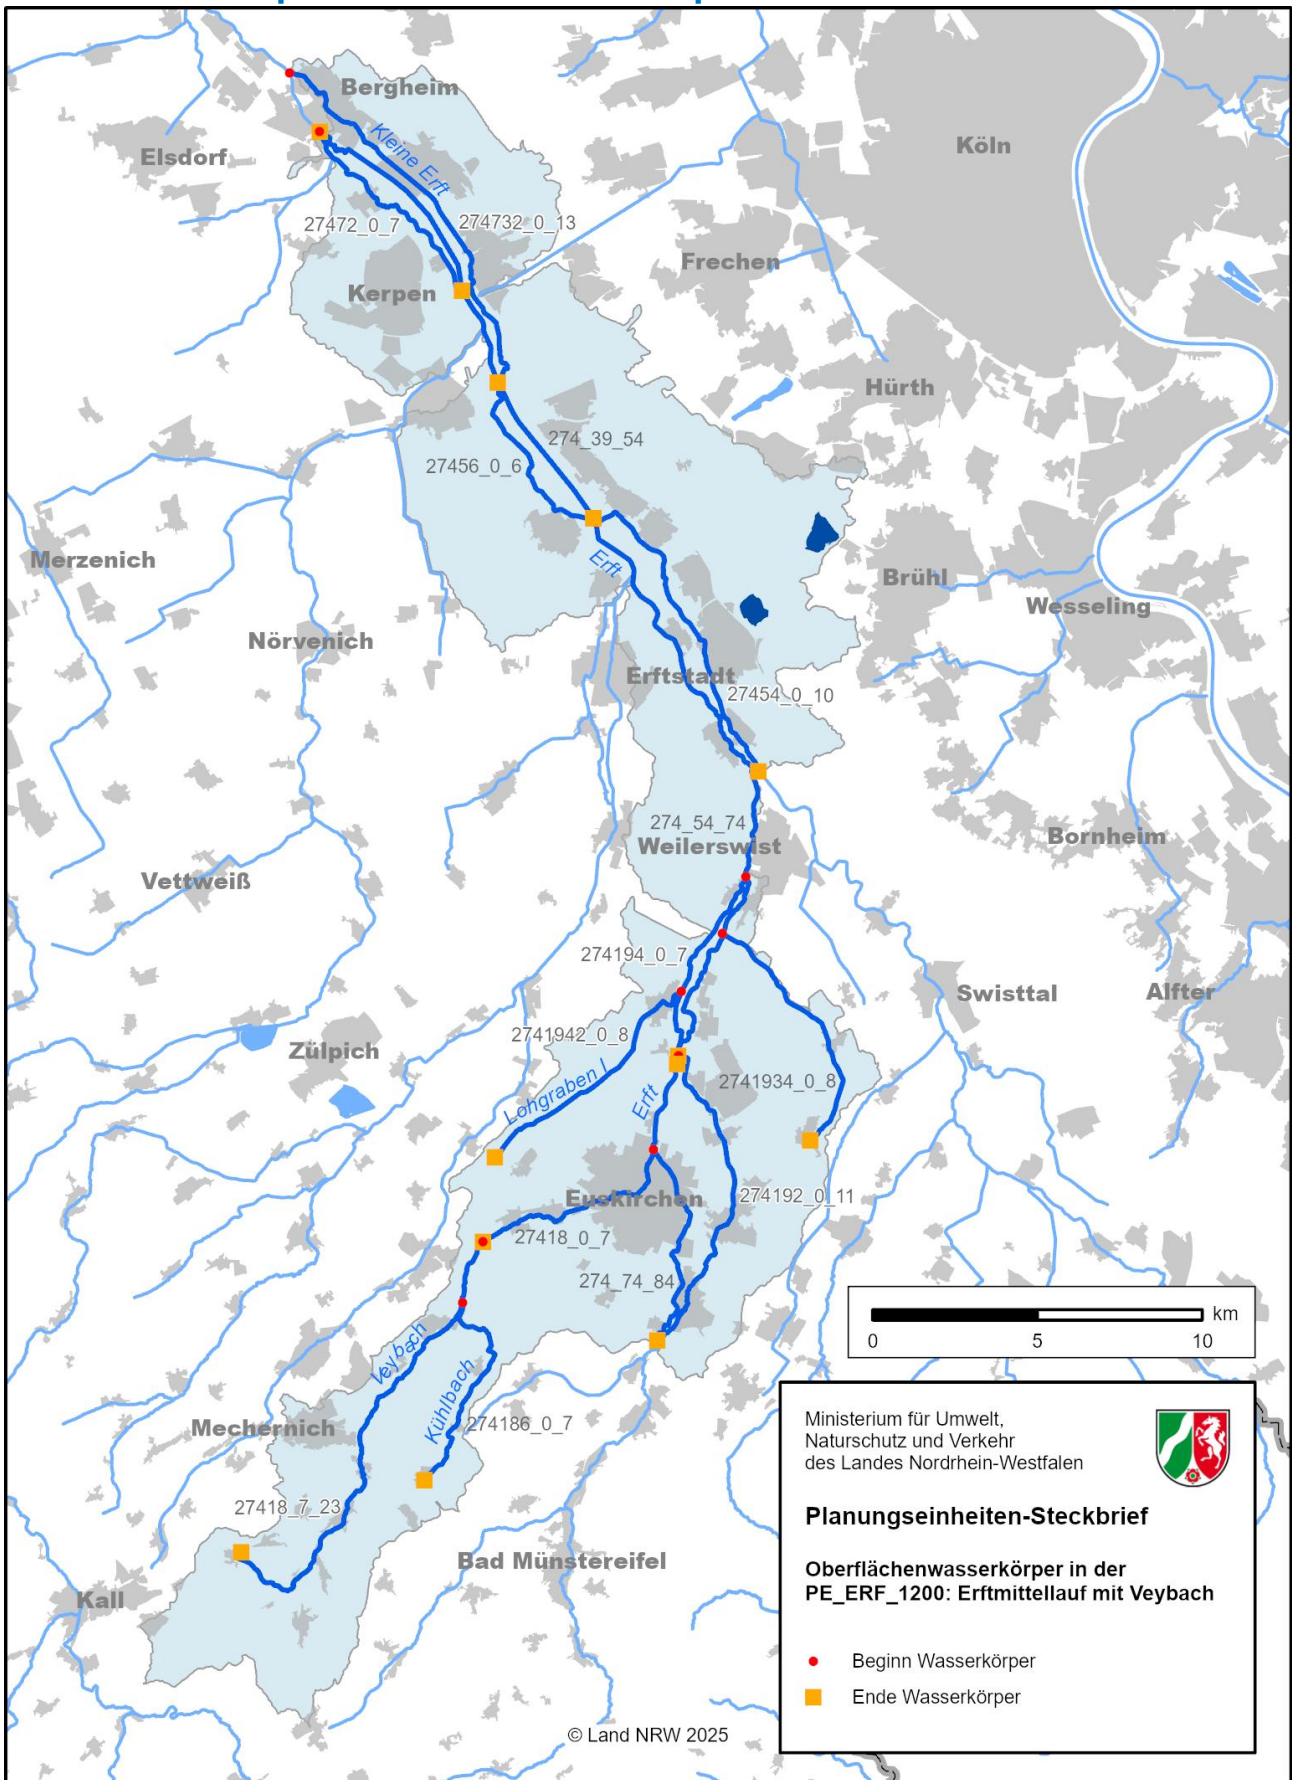 Bergheim
Köln
Elsdorf
Kleine Erft
27472_0_7
274732_0_13
Frechen
Kerpen
Hürth
274_39_54
27456_0_6
Merzenich
Erft
Brühl
Wesseling
Nörvenich
Erftstadt
27454_0_10
274_54_74
Weilerswist
Bornheim
Vettweiß
274194_0_7
Swisttal
Alfter
2741942_0_8
Zülpich
Lohgraben I
Erft
2741934_0_8
Euskirchen
274192_0_11
27418_0_7
274_74_84
km
0
5
10
Veybach
Kühlbach
Mechernich
274186_0_7
27418_7_23
Bad Münstereifel
Kall
Ministerium für Umwelt,
Naturschutz und Verkehr
des Landes Nordrhein-Westfalen
Planungseinheiten-Steckbrief
Oberflächenwasserkörper in der
PE_ERF_1200: Erftmittellauf mit Veybach
Beginn Wasserkörper
Ende Wasserkörper
© Land NRW 2025